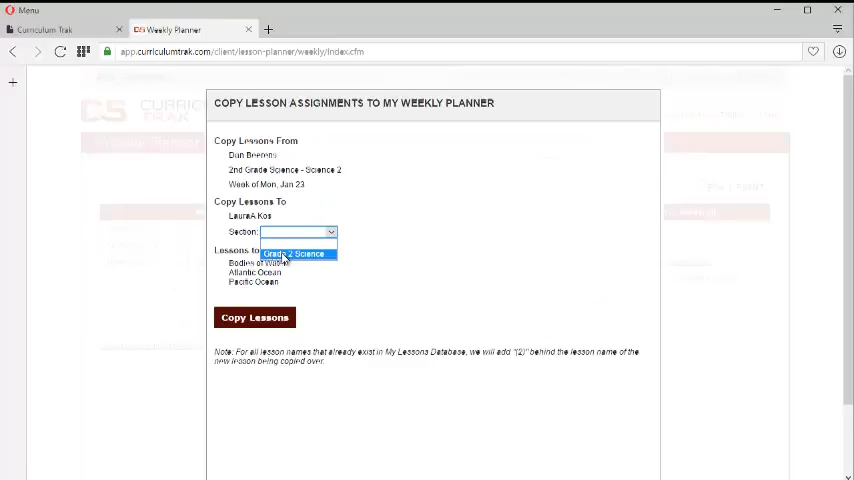 Menu
Curriculum Trak
Weekly Planner
app.curriculumtrak.com/client/lesson-planner/weekly/index.cfm
CURRIC
TRAK
COPY LESSON ASSIGNMENTS TO MY WEEKLY PLANNER
Copy Lessons From
Dun Beerens
2nd Grade Science - Science 2
Week of Mon, Jan 23
Copy Lessons To
LauraA Kos
Section:
Grade 2 Science
Lessons to
Bodies of Water
Atlantic Ocean
Pacific Ocean
Copy Lessons
Note: For all lesson names that already exist in My Lessons Database, we will add "(2)" behind the lesson name of the
new lesson being copied over.